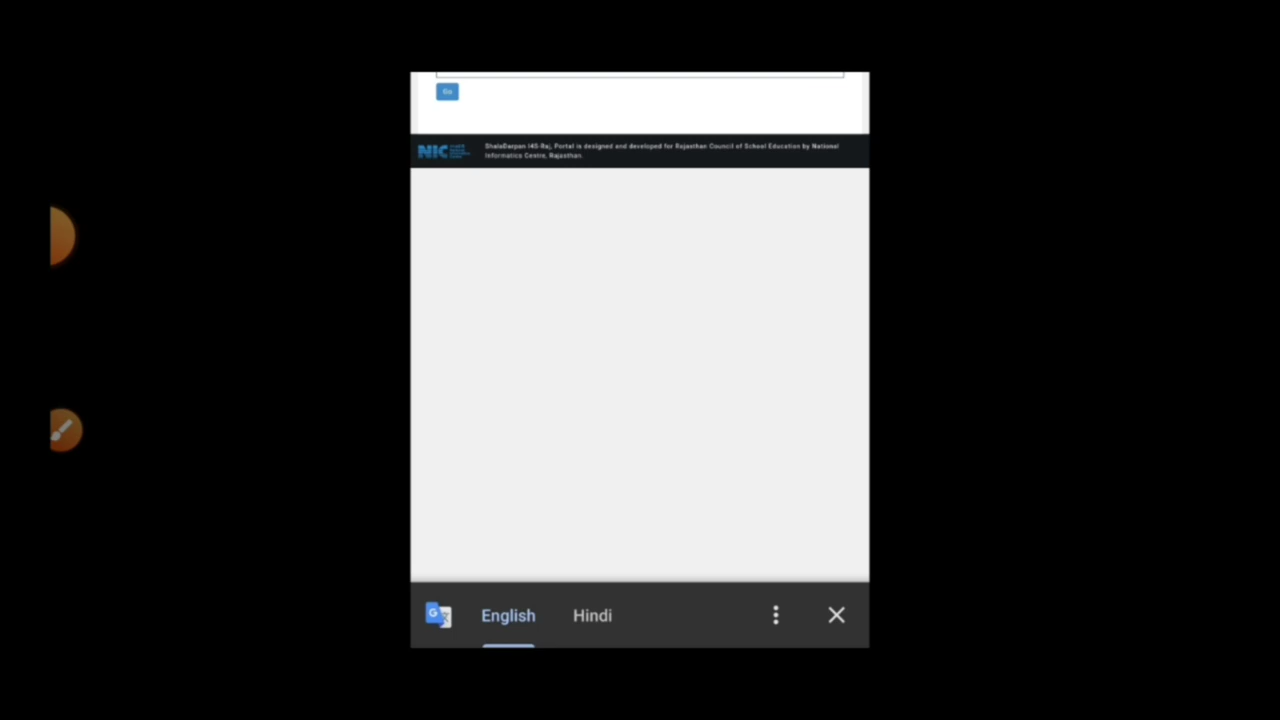 Go
NIC
ShalaDarpan I4S-Raj, Portal is designed and developed for Rajasthan Council of School Education by National
Informatics Centre, Rajasthan.
G
English
Hindi